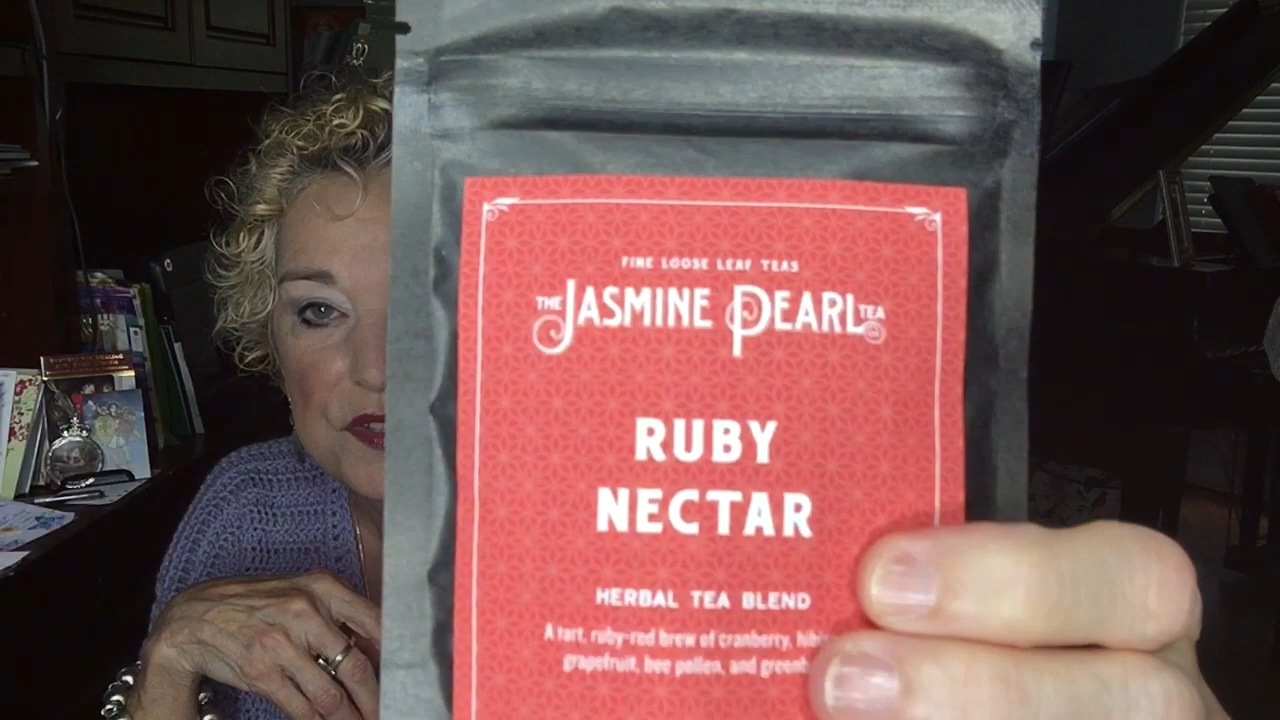 FINE LOOSE LEAF TEAS
THE JASMINE PEARL TEA CO
RUBY
NECTAR
HERBAL TEA BLEND
A tart, ruby-red brew of cranberry,
grapefruit, bee pollen, and